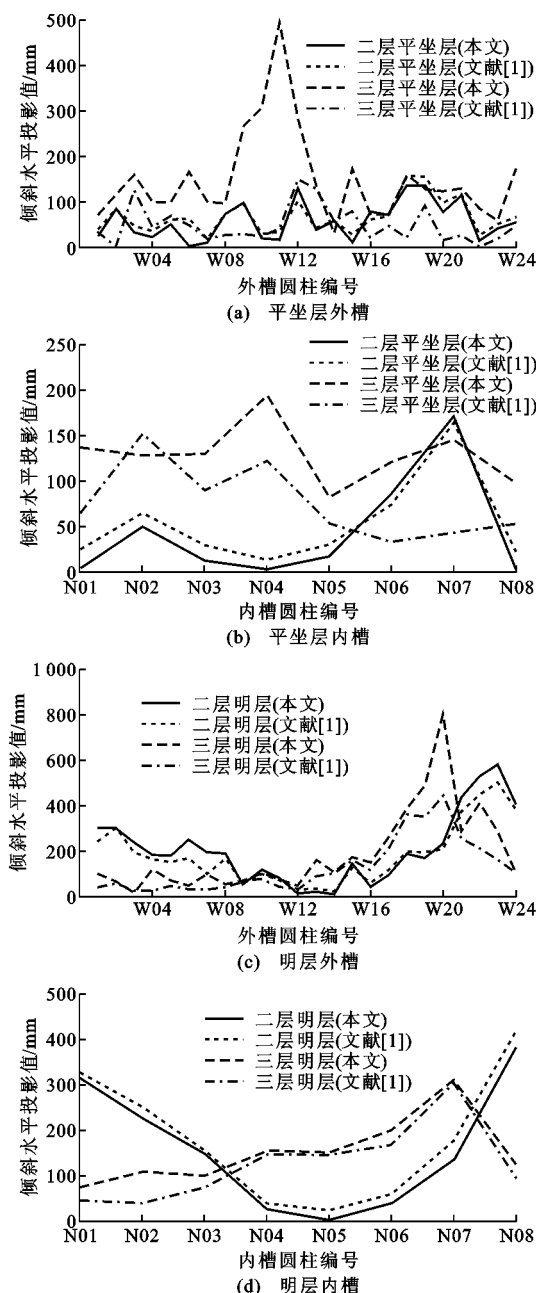 500
二层平坐层(本文)
二层平坐层(文献[1])
三层平坐层(本文)
三层平坐层(文献[1])
400
300
200
100
0
倾斜水平投影值/mm
W04 W08 W12 W16 W20 W24
外槽圆柱编号
(a) 平坐层外槽
250
二层平坐层(本文)
二层平坐层(文献[1])
三层平坐层(本文)
三层平坐层(文献[1])
200
150
100
50
0
倾斜水平投影值/mm
N01 N02 N03 N04 N05 N06 N07 N08
内槽圆柱编号
(b) 平坐层内槽
1 000
二层明层(本文)
二层明层(文献[1])
三层明层(本文)
三层明层(文献[1])
800
600
400
200
0
倾斜水平投影值/mm
W04 W08 W12 W16 W20 W24
外槽圆柱编号
(c) 明层外槽
500
二层明层(本文)
二层明层(文献[1])
三层明层(本文)
三层明层(文献[1])
400
300
200
100
0
倾斜水平投影值/mm
N01 N02 N03 N04 N05 N06 N07 N08
内槽圆柱编号
(d) 明层内槽